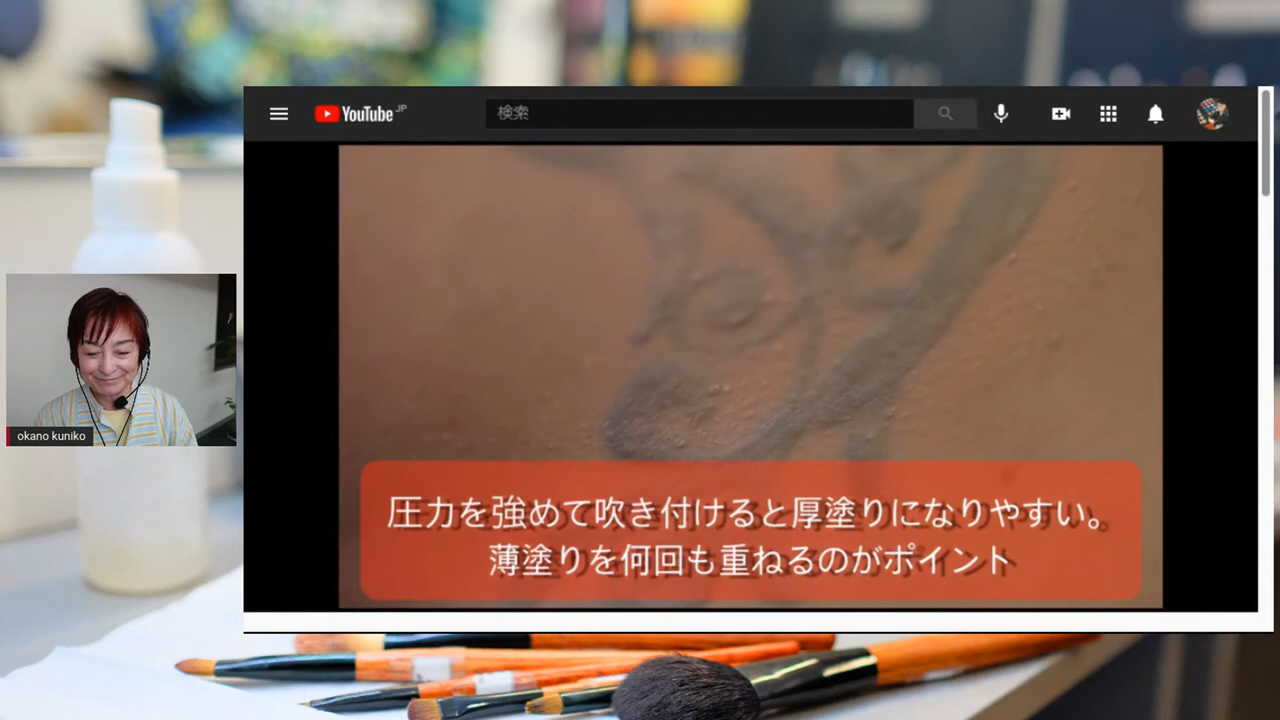 YouTube JP
検索
okano kuniko
圧力を強めて吹き付けると厚塗りになりやすい。
薄塗りを何回も重ねるのがポイント